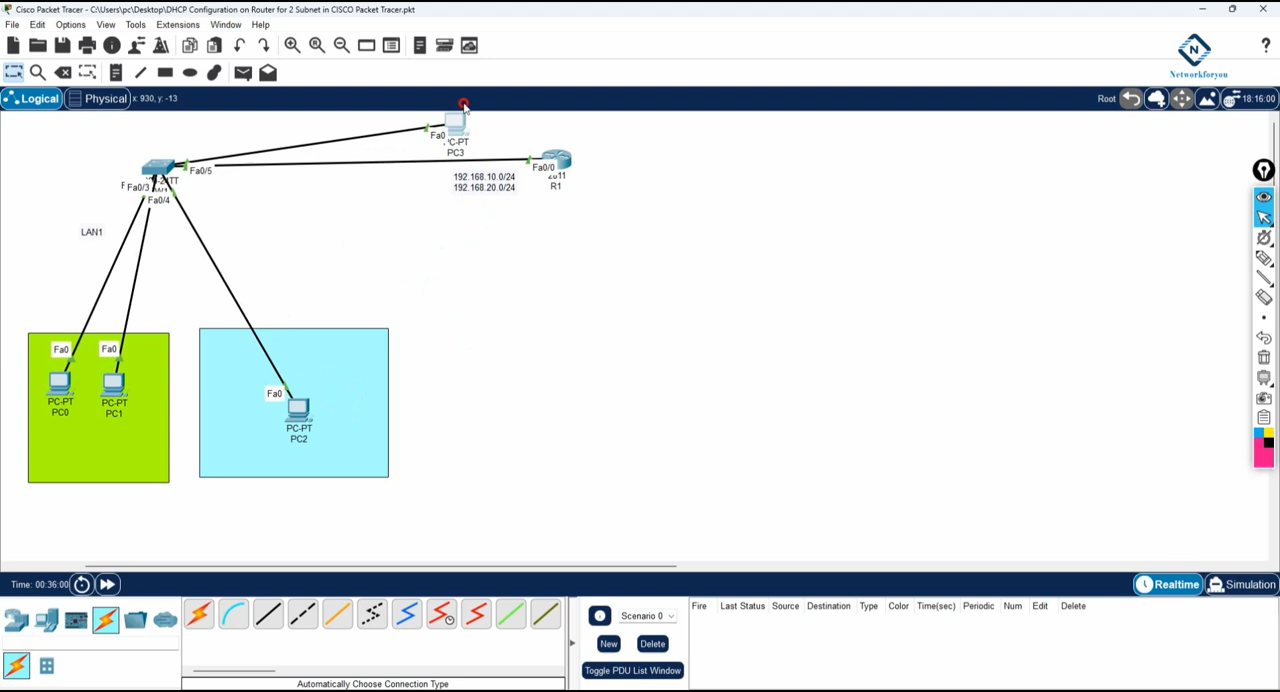 Cisco Packet Tracer - C:\Users\pc\Desktop\DHCP Configuration on Router for 2 Subnet in CISCO Packet Tracer.pkt
File Edit Options View Tools Extensions Window Help
?
N
Networkforyou
Logical Physical x: 930, y: -13
Root 18:16:00
Fa0
PC3
Fa0/5
Fa0/0
R1
192.168.10.0/24
192.168.20.0/24
Fa0/3
Fa0/4
LAN1
Fa0 Fa0
PC-PT PC-PT
PC0 PC1
Fa0
PC-PT
PC2
Time: 00:36:00
Realtime Simulation
Scenario 0
New Delete
Toggle PDU List Window
Fire Last Status Source Destination Type Color Time(sec) Periodic Num Edit Delete
Automatically Choose Connection Type